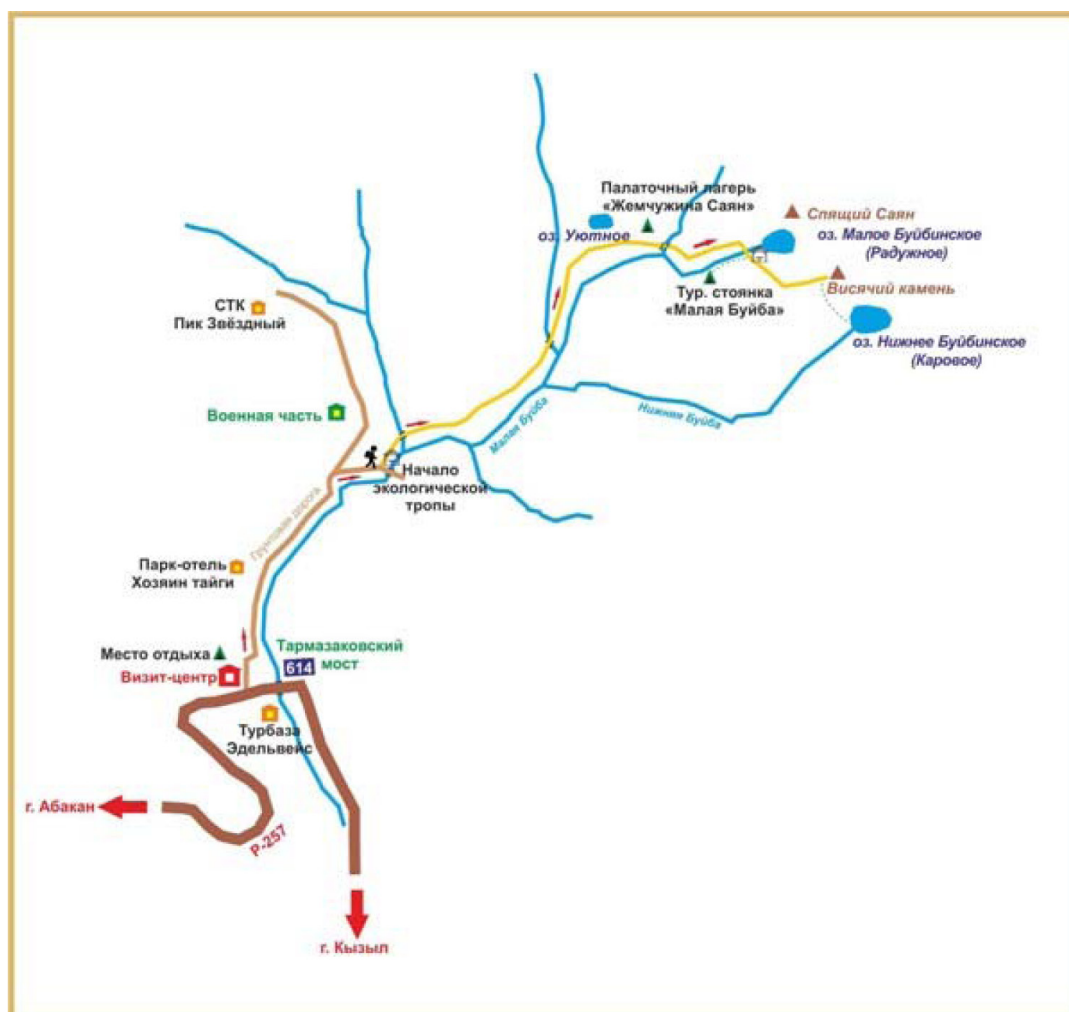 Палаточный лагерь
«Жемчужина Саян»
Спящий Саян
оз. Уютное
оз. Малое Буйбинское
(Радужное)
Висячий камень
Тур. стоянка
«Малая Буйба»
СТК
Пик Звёздный
оз. Нижнее Буйбинское
(Каровое)
Военная часть
Малая Буйба
Нижняя Буйба
Начало
экологической
тропы
Грунтовая дорога
Парк-отель
Хозяин тайги
Место отдыха
Визит-центр
Тармазаковский
мост
614
Турбаза
Эдельвейс
г. Абакан
Р-257
г. Кызыл